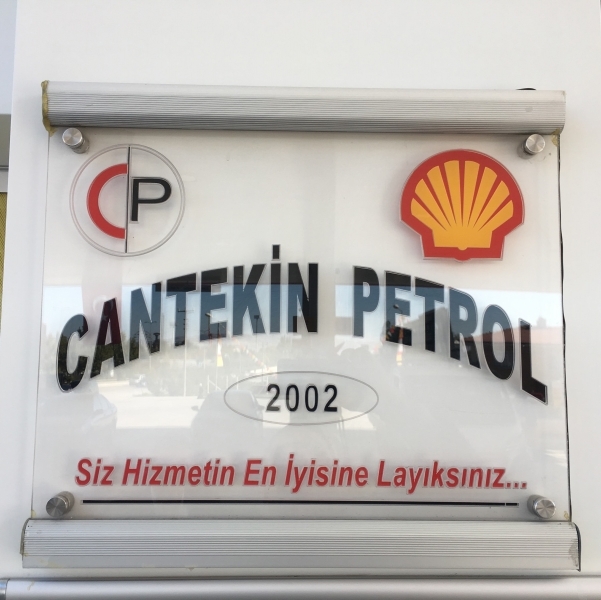 CP
CANTEKİN PETROL
2002
Siz Hizmetin En İyisine Layıksınız...